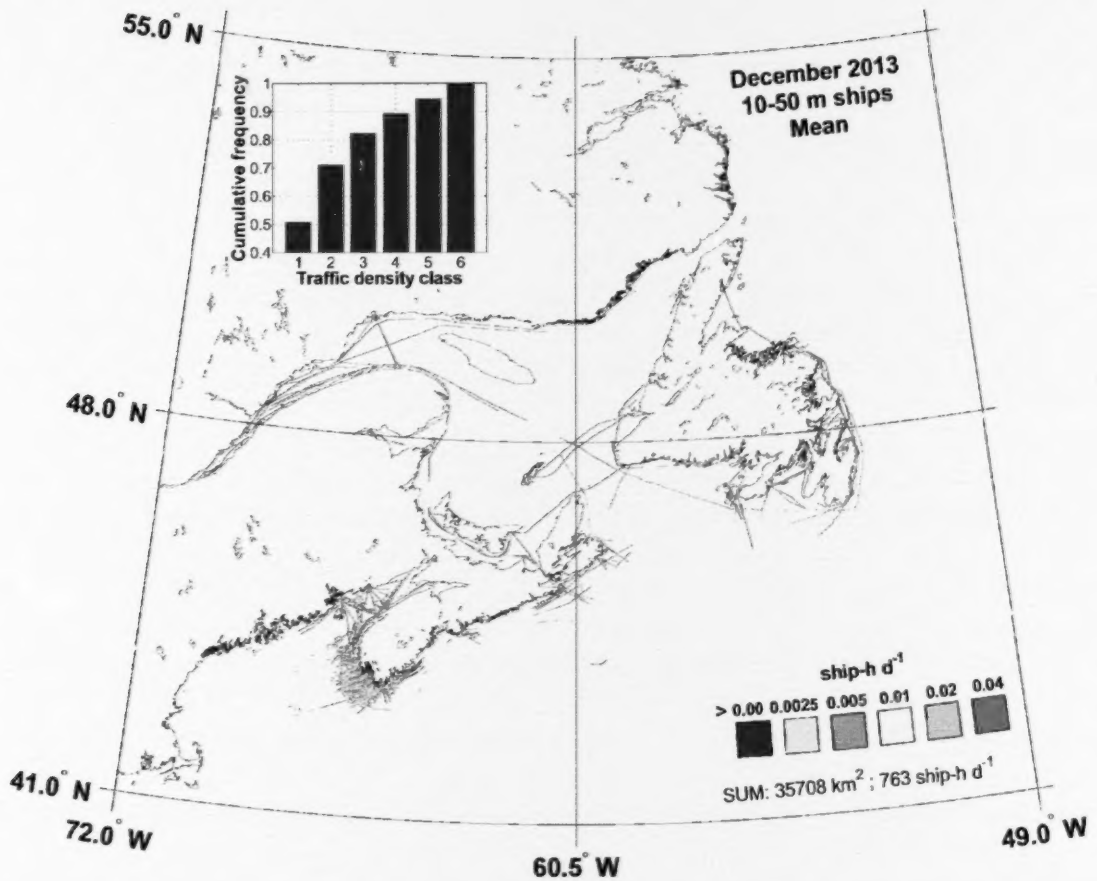 55.0° N
December 2013
10-50 m ships
Mean
Cumulative frequency
1
0.9
0.8
0.7
0.6
0.5
0.4
1 2 3 4 5 6
Traffic density class
48.0° N
ship-h d⁻¹
> 0.00 0.0025 0.005 0.01 0.02 0.04
SUM: 35708 km² ; 763 ship-h d⁻¹
41.0° N
72.0° W
60.5° W
49.0° W